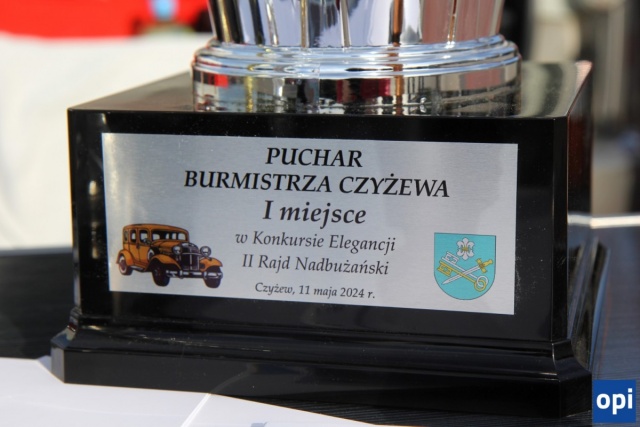 PUCHAR
BURMISTRZA CZYŻEWA
I miejsce
w Konkursie Elegancji
II Rajd Nadbużański
Czyżew, 11 maja 2024 r.
opi